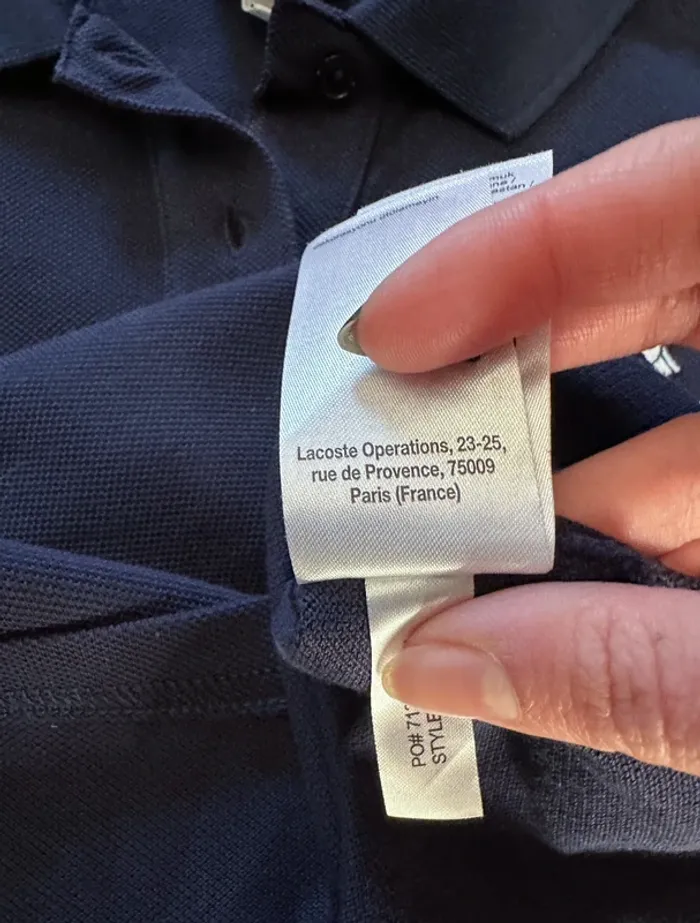 Lacoste Operations, 23-25,
rue de Provence, 75009
Paris (France)
PO# 71
STYLE